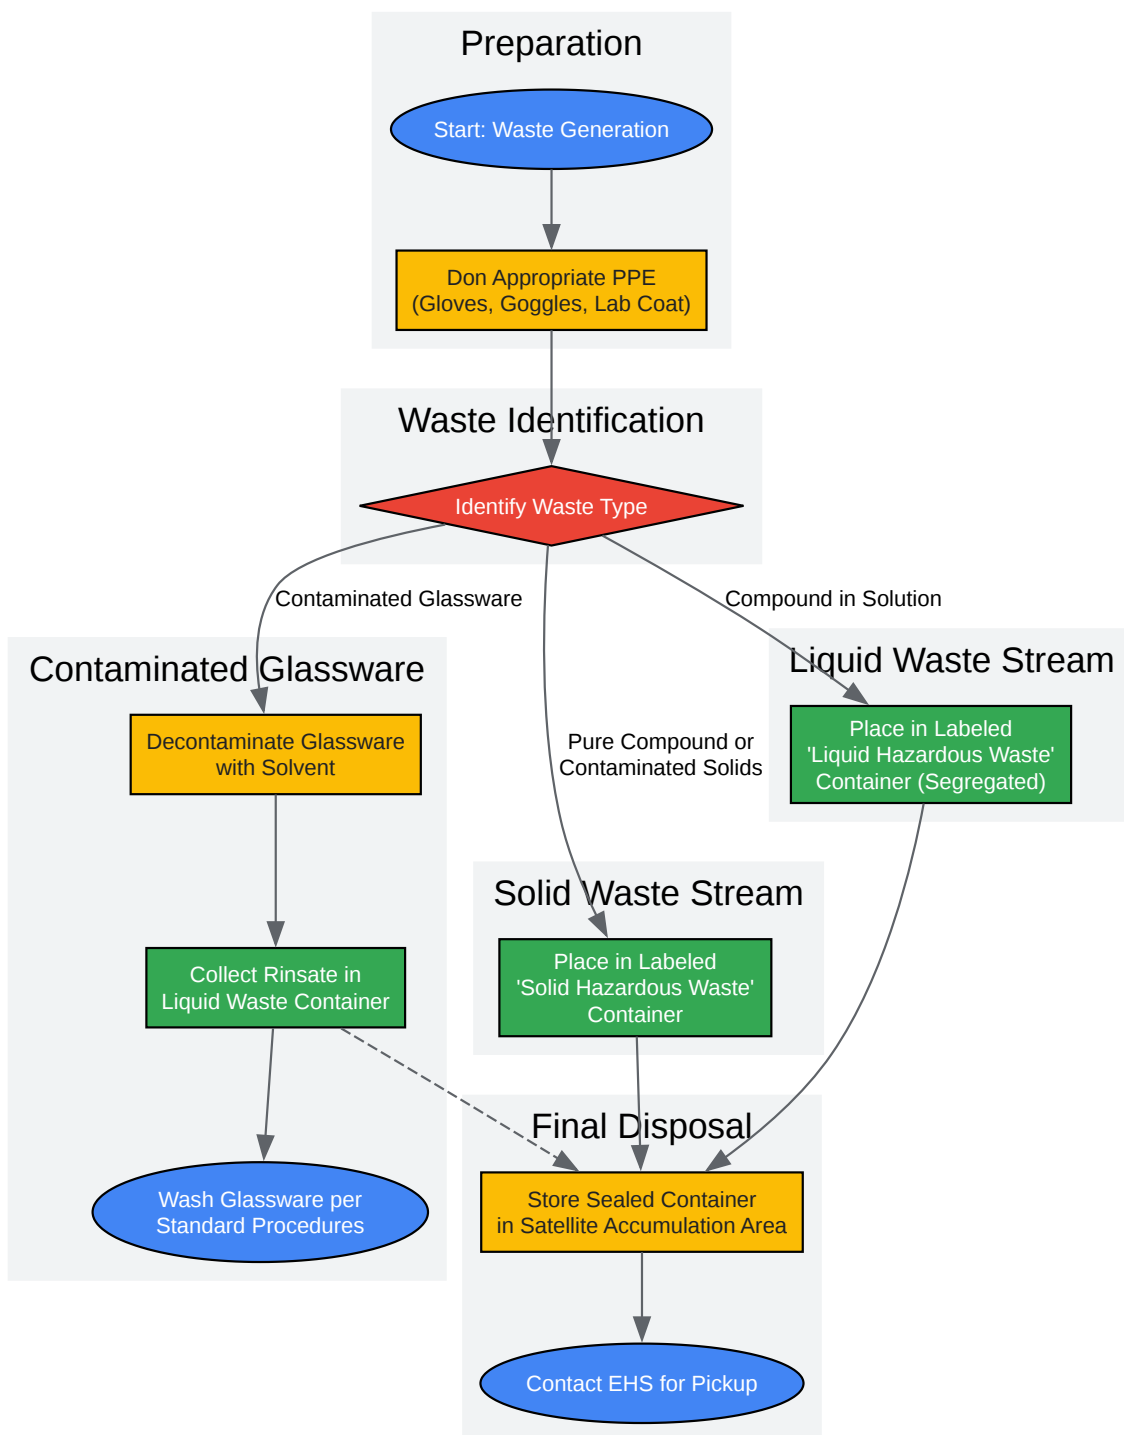 Preparation
Start: Waste Generation
Don Appropriate PPE
(Gloves, Goggles, Lab Coat)
Waste Identification
Identify Waste Type
Contaminated Glassware
Compound in Solution
Pure Compound or
Contaminated Solids
Contaminated Glassware
Decontaminate Glassware
with Solvent
Collect Rinsate in
Liquid Waste Container
Wash Glassware per
Standard Procedures
Liquid Waste Stream
Place in Labeled
'Liquid Hazardous Waste'
Container (Segregated)
Solid Waste Stream
Place in Labeled
'Solid Hazardous Waste'
Container
Final Disposal
Store Sealed Container
in Satellite Accumulation Area
Contact EHS for Pickup